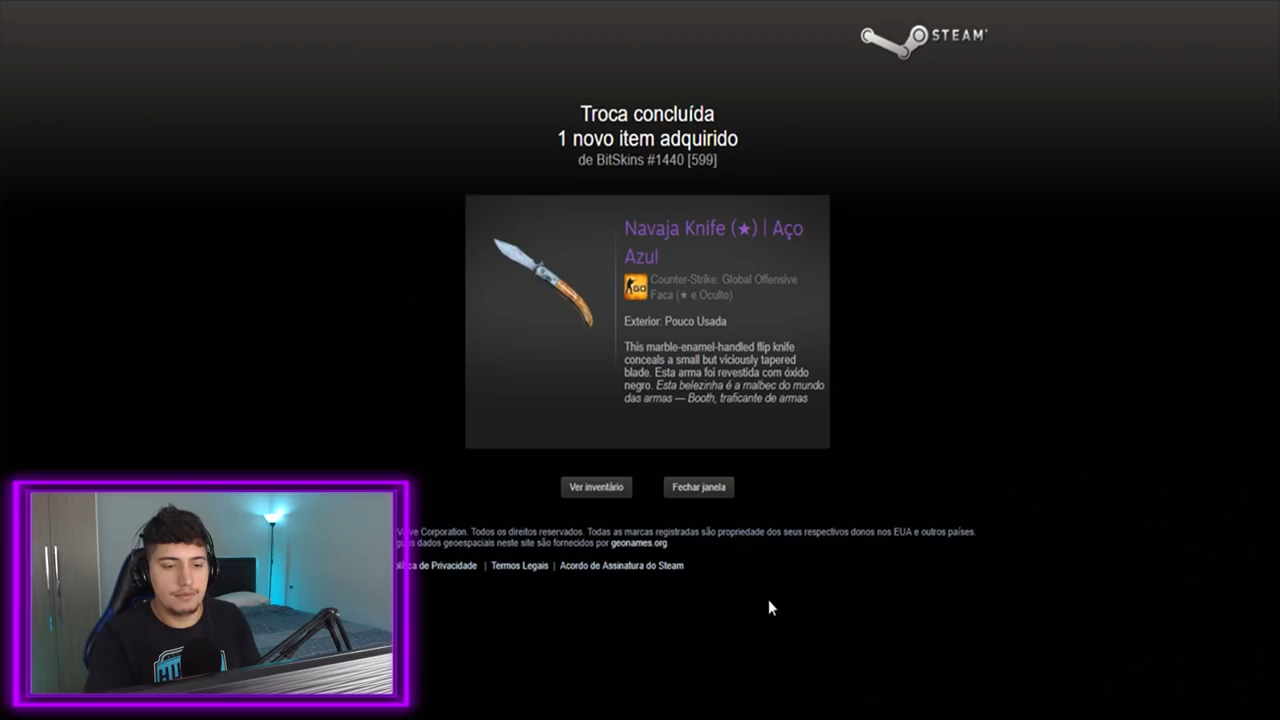 STEAM
Troca concluída
1 novo item adquirido
de BitSkins #1440 [599]
Navaja Knife (★) | Aço
Azul
GO
Counter-Strike: Global Offensive
Faca (★ e Oculto)
Exterior: Pouco Usada
This marble-enamel-handled flip knife
conceals a small but viciously tapered
blade. Esta arma foi revestida com óxido
negro. Esta belezinha é a malbec do mundo
das armas — Booth, traficante de armas
Ver inventário
Fechar janela
Corporation. Todos os direitos reservados. Todas as marcas registradas são propriedade dos seus respectivos donos nos EUA e outros países.
dados geoespaciais neste site são fornecidos por geonames.org.
de Privacidade | Termos Legais | Acordo de Assinatura do Steam